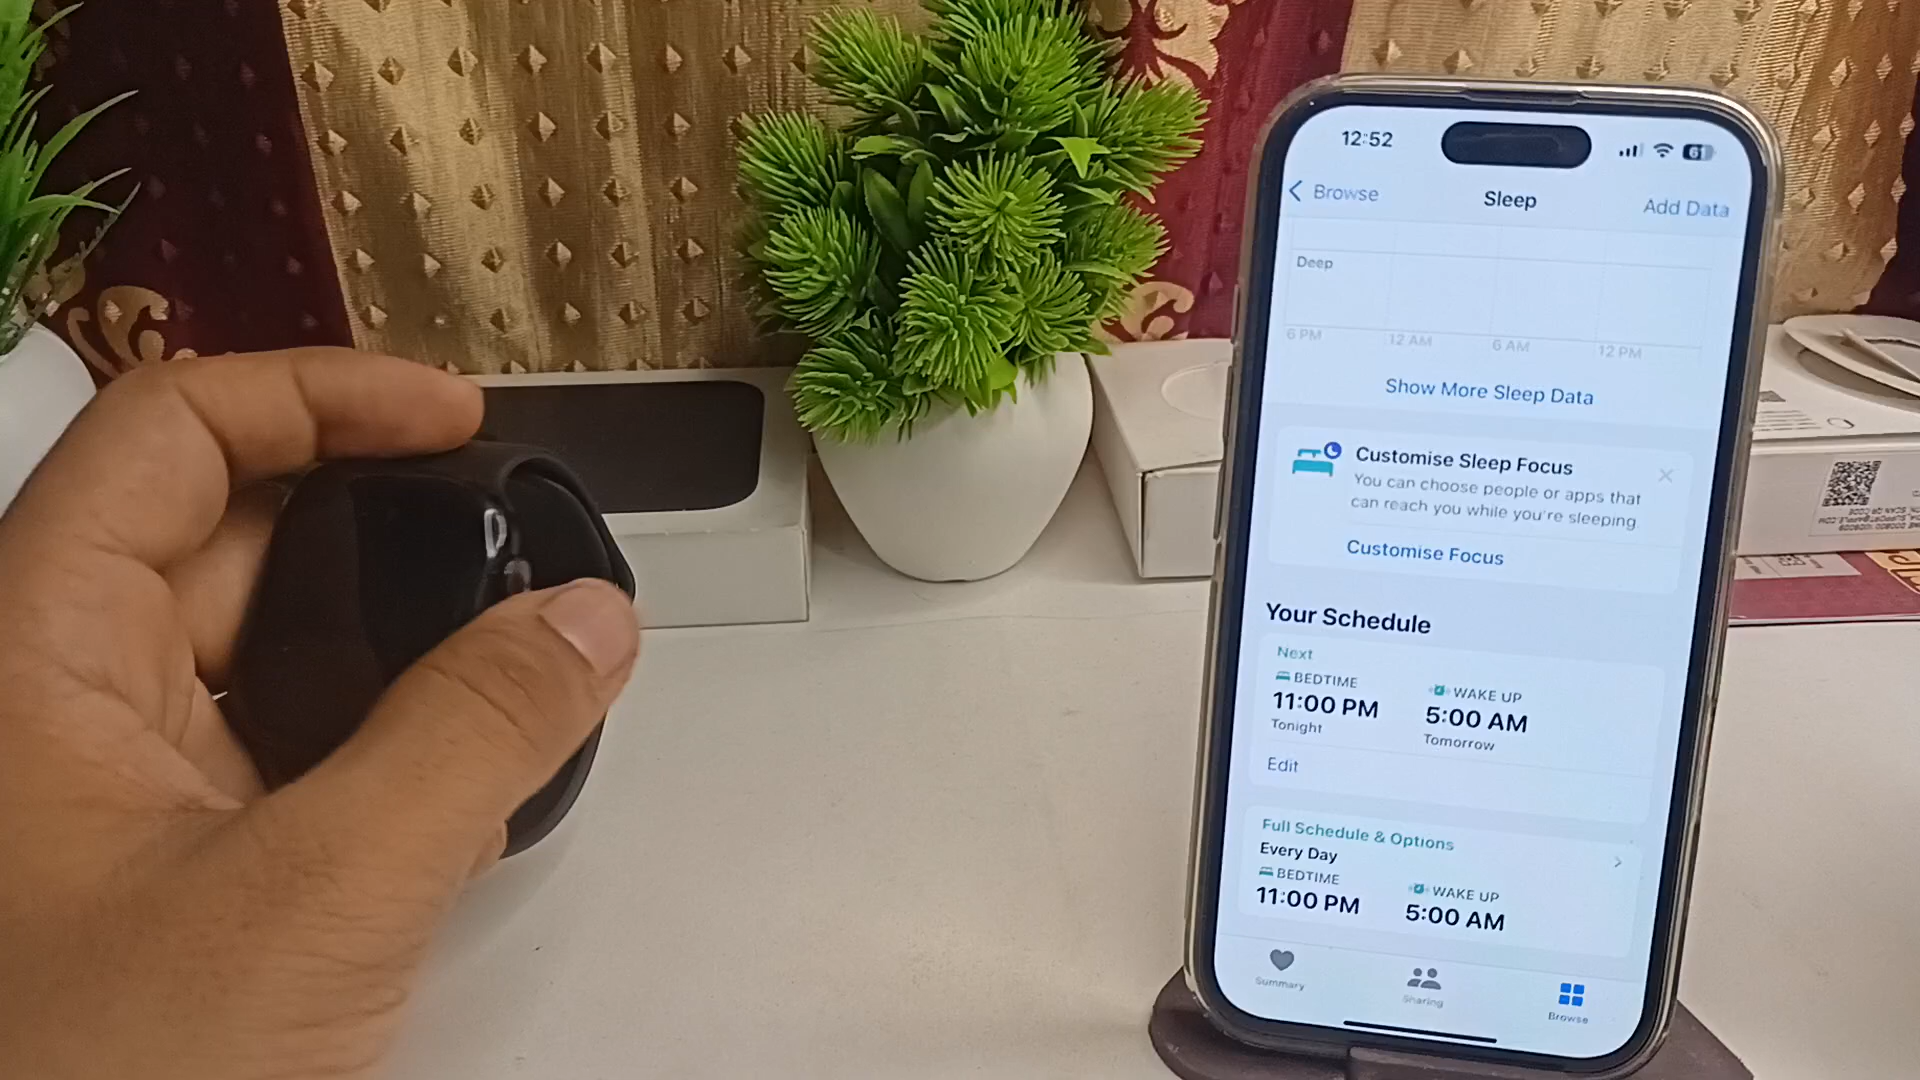 12:52
61
Browse
Sleep
Add Data
Deep
6 PM
12 AM
6 AM
12 PM
Show More Sleep Data
Customise Sleep Focus
You can choose people or apps that
can reach you while you're sleeping.
Customise Focus
Your Schedule
Next
BEDTIME
WAKE UP
11:00 PM
5:00 AM
Tonight
Tomorrow
Edit
Full Schedule & Options
Every Day
BEDTIME
WAKE UP
11:00 PM
5:00 AM
Summary
Sharing
Browse